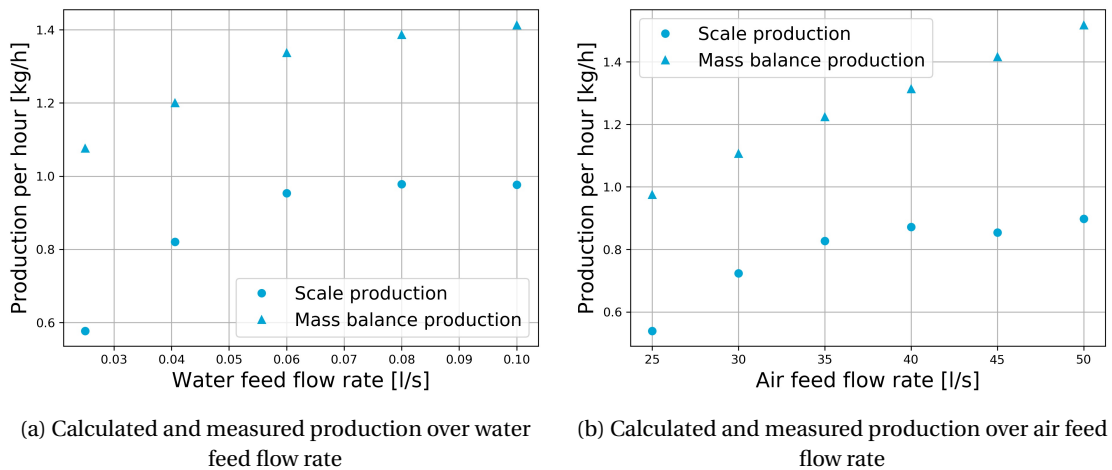 Production per hour [kg/h]
1.4
1.2
1.0
0.8
0.6
Scale production
Mass balance production
0.03 0.04 0.05 0.06 0.07 0.08 0.09 0.10
Water feed flow rate [l/s]
(a) Calculated and measured production over water
feed flow rate
Production per hour [kg/h]
1.4
1.2
1.0
0.8
0.6
Scale production
Mass balance production
25 30 35 40 45 50
Air feed flow rate [l/s]
(b) Calculated and measured production over air feed
flow rate